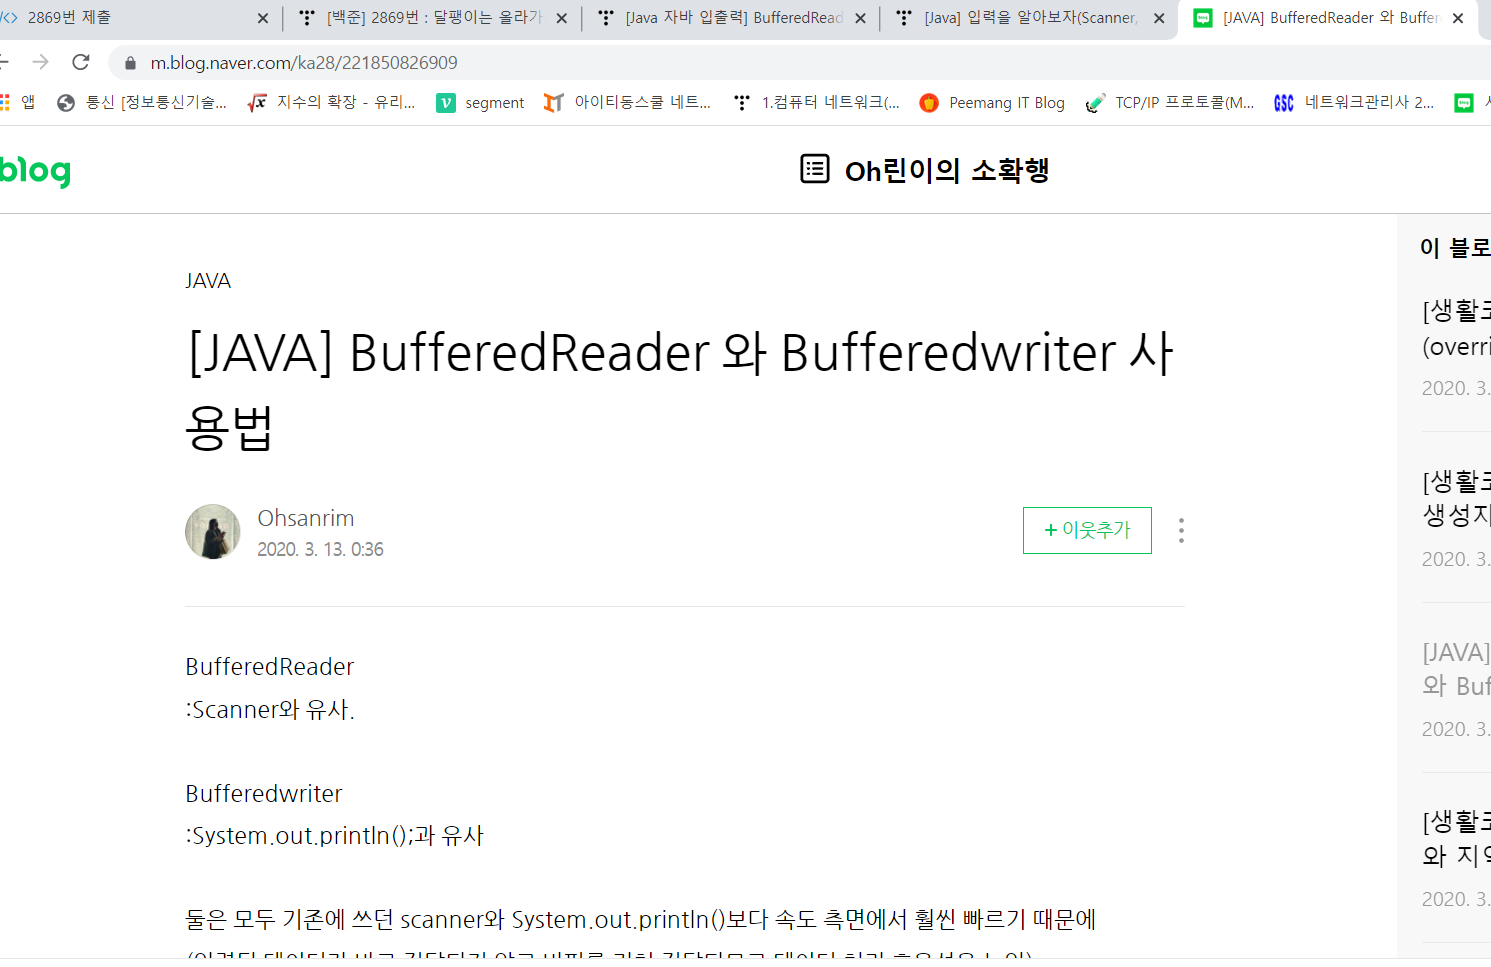 2869번 제출
[백준] 2869번 : 달팽이는 올라가
[Java 자바 입출력] BufferedRead
[Java] 입력을 알아보자(Scanner,
[JAVA] BufferedReader 와 Buffer
m.blog.naver.com/ka28/221850826909
앱 통신 [정보통신기술... 지수의 확장 - 유리... segment 아이티동스쿨 네트... 1.컴퓨터 네트워크(... Peemang IT Blog TCP/IP 프로토콜(M... 네트워크관리사 2...
blog
Oh린이의 소확행
JAVA
[JAVA] BufferedReader 와 Bufferedwriter 사
용법
Ohsanrim
2020. 3. 13. 0:36
+ 이웃추가
BufferedReader
:Scanner와 유사.
Bufferedwriter
:System.out.println();과 유사
둘은 모두 기존에 쓰던 scanner와 System.out.println()보다 속도 측면에서 훨씬 빠르기 때문에
이 블로
[생활코
(overri
2020. 3.
[생활코
생성자
2020. 3.
[JAVA]
와 Buf
2020. 3.
[생활코
와 지역
2020. 3.